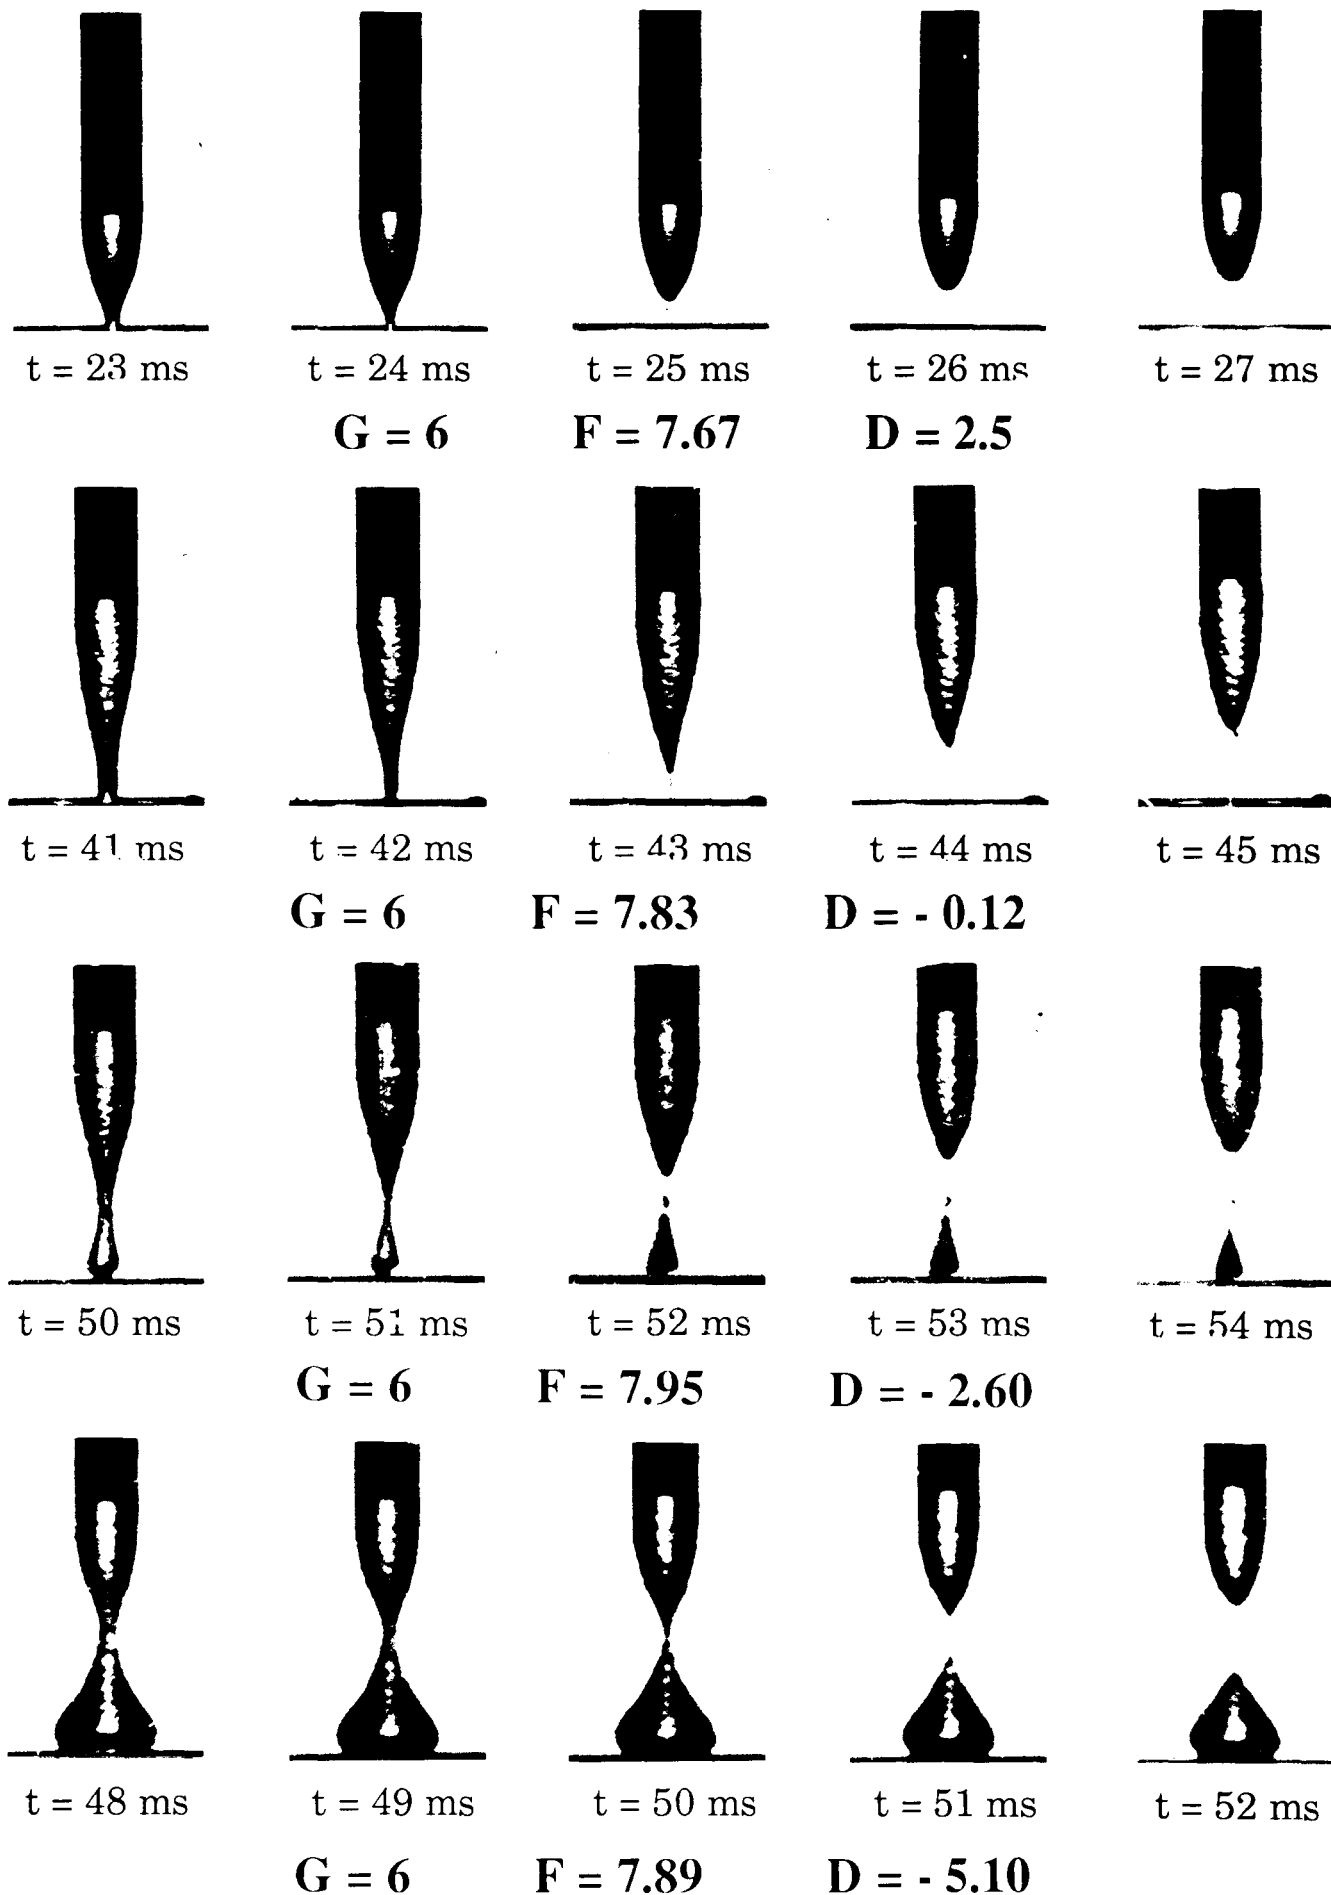 t = 23 ms t = 24 ms t = 25 ms t = 26 ms t = 27 ms
G = 6 F = 7.67 D = 2.5
t = 41 ms t = 42 ms t = 43 ms t = 44 ms t = 45 ms
G = 6 F = 7.83 D = - 0.12
t = 50 ms t = 51 ms t = 52 ms t = 53 ms t = 54 ms
G = 6 F = 7.95 D = - 2.60
t = 48 ms t = 49 ms t = 50 ms t = 51 ms t = 52 ms
G = 6 F = 7.89 D = - 5.10